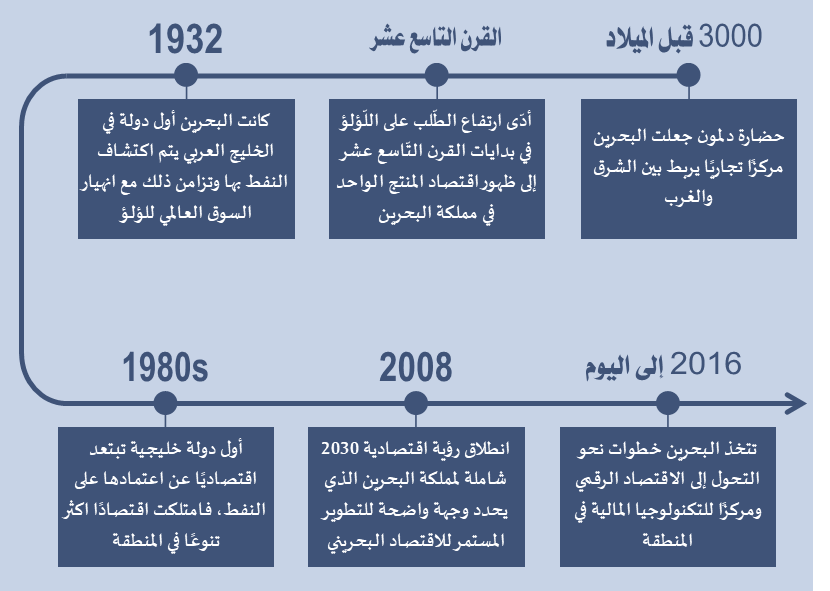 3000 قبل الميلاد
حضارة دلمون جعلت البحرين
مركزًا تجاريًا يربط بين الشرق
والغرب
القرن التاسع عشر
أدّى ارتفاع الطّلب على اللّؤلؤ
في بدايات القرن التّاسع عشر
إلى ظهور اقتصاد المنتج الواحد
في مملكة البحرين
1932
كانت البحرين أول دولة في
الخليج العربي يتم اكتشاف
النفط بها وتزامن ذلك مع انهيار
السوق العالمي للؤلؤ
1980s
أول دولة خليجية تبتعد
اقتصاديًا عن اعتمادها على
النفط، فامتلكت اقتصادًا اكثر
تنوعًا في المنطقة
2008
انطلاق رؤية اقتصادية 2030
شاملة لمملكة البحرين الذي
يحدد وجهة واضحة للتطوير
المستمر للاقتصاد البحريني
2016 إلى اليوم
تتخذ البحرين خطوات نحو
التحول إلى الاقتصاد الرقمي
ومركزًا للتكنولوجيا المالية في
المنطقة